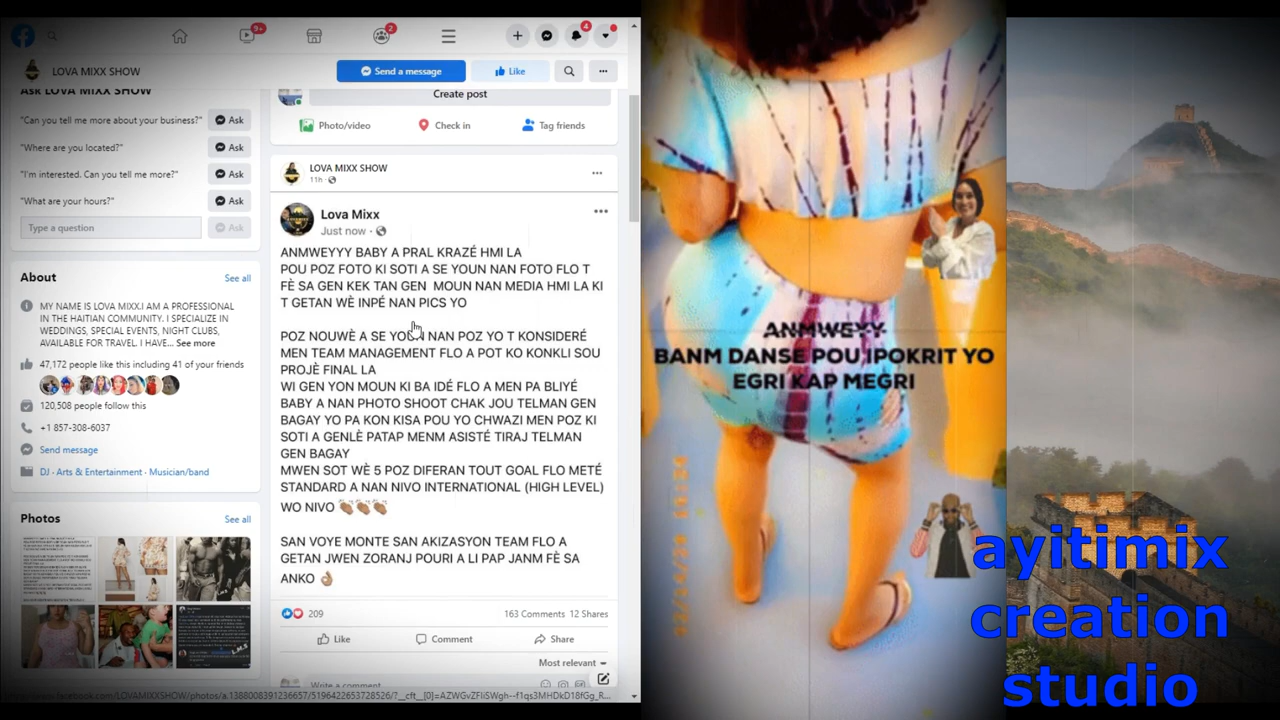 9+
2
4
LOVA MIXX SHOW
Send a message
Like
Ask LOVA MIXX SHOW
"Can you tell me more about your business?"
Ask
"Where are you located?"
Ask
"I'm interested. Can you tell me more?"
Ask
"What are your hours?"
Ask
Type a question
Ask
About
See all
MY NAME IS LOVA MIXX.I AM A PROFESSIONAL
IN THE HAITIAN COMMUNITY. I SPECIALIZE IN
WEDDINGS, SPECIAL EVENTS, NIGHT CLUBS,
AVAILABLE FOR TRAVEL. I HAVE... See more
47,172 people like this including 41 of your friends
120,508 people follow this
+1 857-308-6037
Send message
DJ · Arts & Entertainment · Musician/band
Photos
See all
Create post
Photo/video
Check in
Tag friends
LOVA MIXX SHOW
11h
Lova Mixx
Just now
ANMWEYYY BABY A PRAL KRAZÉ HMI LA
POU POZ FOTO KI SOTI A SE YOUN NAN FOTO FLO T
FÈ SA GEN KEK TAN GEN MOUN NAN MEDIA HMI LA KI
T GETAN WÈ INPÉ NAN PICS YO
POZ NOUWÈ A SE YOUN NAN POZ YO T KONSIDERÉ
MEN TEAM MANAGEMENT FLO A POT KO KONKLI SOU
PROJÈ FINAL LA
WI GEN YON MOUN KI BA IDÉ FLO A MEN PA BLIYÉ
BABY A NAN PHOTO SHOOT CHAK JOU TELMAN GEN
BAGAY YO PA KON KISA POU YO CHWAZI MEN POZ KI
SOTI A GENLÈ PATAP MENM ASISTÉ TIRAJ TELMAN
GEN BAGAY
MWEN SOT WÈ 5 POZ DIFERAN TOUT GOAL FLO METÉ
STANDARD A NAN NIVO INTERNATIONAL (HIGH LEVEL)
WO NIVO 👏🏽👏🏽👏🏽
SAN VOYE MONTE SAN AKIZASYON TEAM FLO A
GETAN JWEN ZORANJ POURI A LI PAP JANM FÈ SA
ANKO 👌🏽
209
163 Comments 12 Shares
Like
Comment
Share
Most relevant
Write a comment
ANMWEYY
BANM DANSE POU IPOKRIT YO
EGRI KAP MEGRI
ayitimix
creation
studio